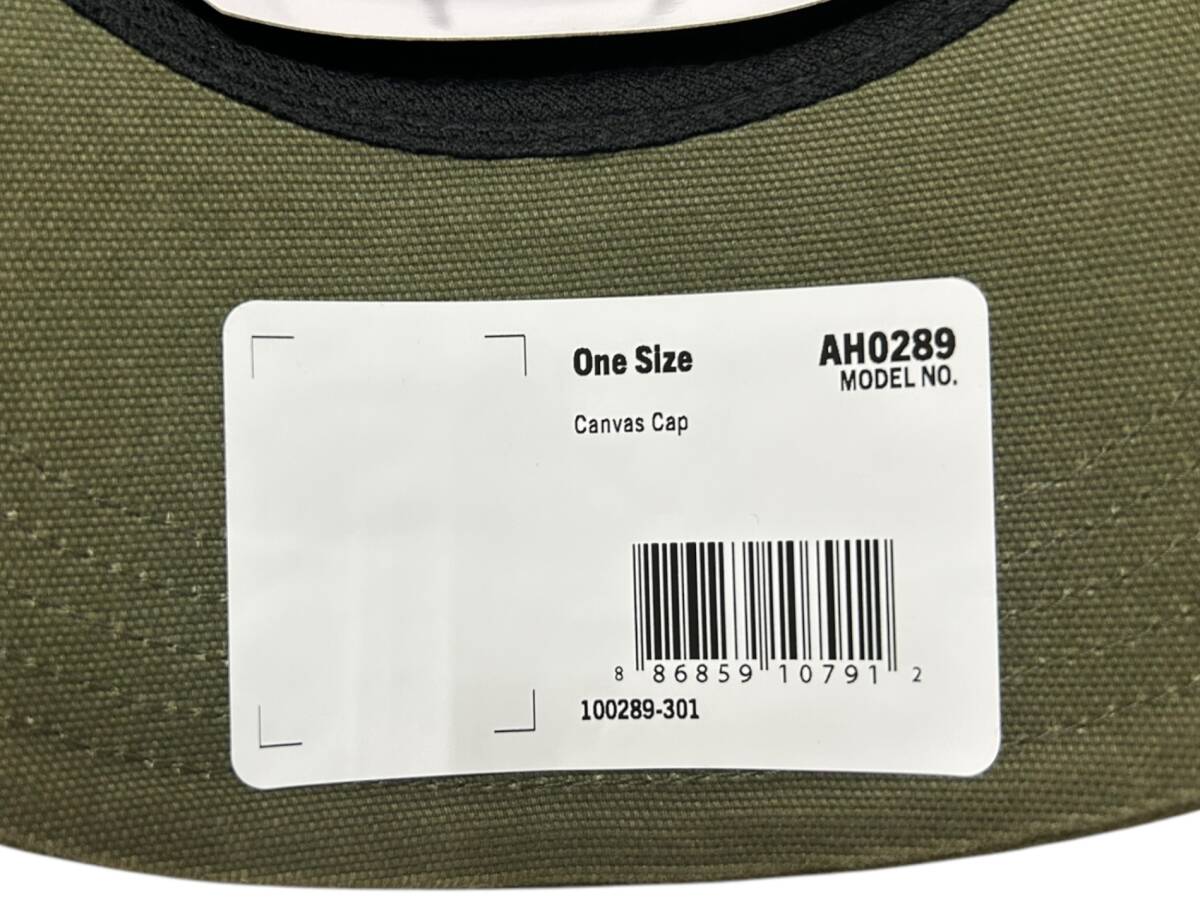 One Size
AH0289
MODEL NO.
Canvas Cap
8 86859 10791 2
100289-301